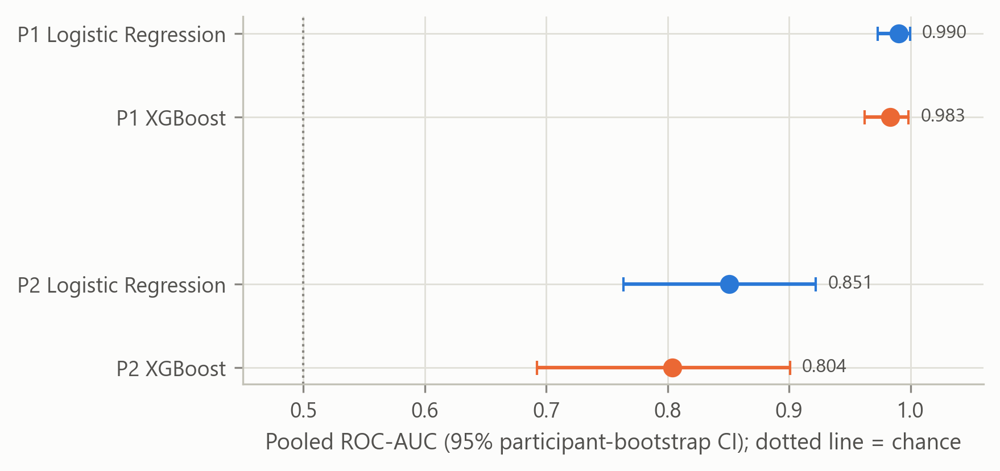 P1 Logistic Regression
0.990
P1 XGBoost
0.983
P2 Logistic Regression
0.851
P2 XGBoost
0.804
0.5 0.6 0.7 0.8 0.9 1.0
Pooled ROC-AUC (95% participant-bootstrap CI); dotted line = chance